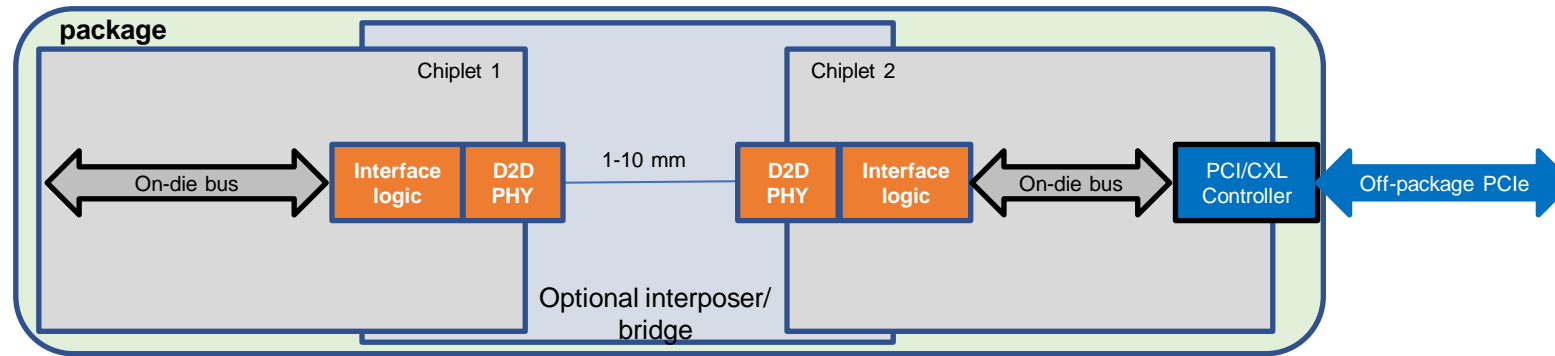 package
Chiplet 1
Chiplet 2
On-die bus
Interface
logic
D2D
PHY
1-10 mm
D2D
PHY
Interface
logic
On-die bus
PCI/CXL
Controller
Off-package PCIe
Optional interposer/
bridge